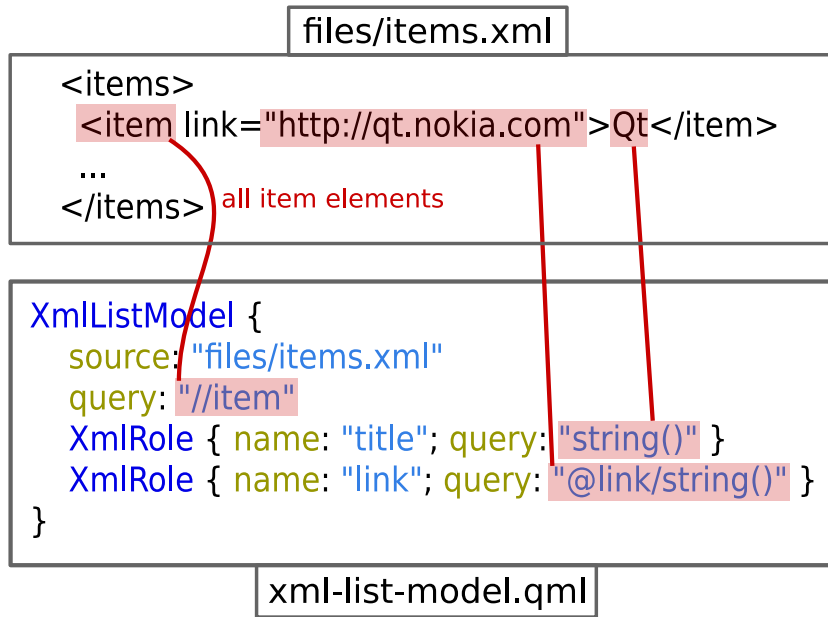 files/items.xml
<items>
<item link="http://qt.nokia.com">Qt</item>
...
</items>
all item elements
XmlListModel {
source: "files/items.xml"
query: "//item"
XmlRole { name: "title"; query: "string()" }
XmlRole { name: "link"; query: "@link/string()" }
}
xml-list-model.qml